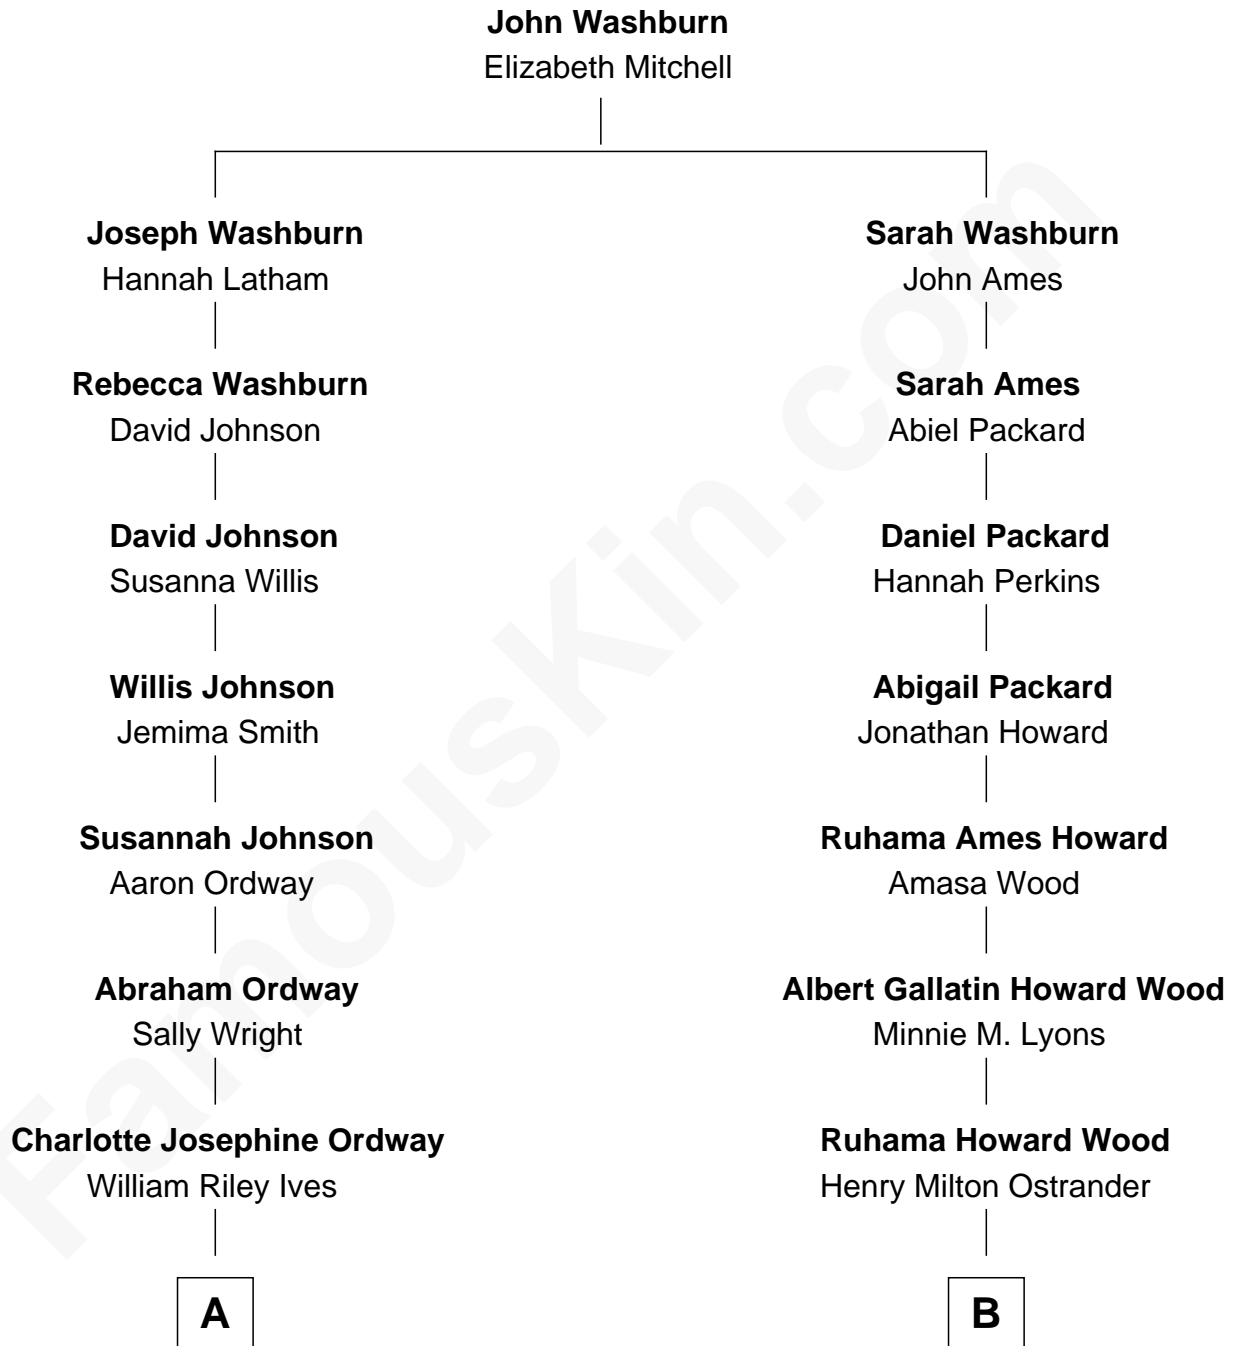 John Washburn
Elizabeth Mitchell
Joseph Washburn
Hannah Latham
Sarah Washburn
John Ames
Rebecca Washburn
David Johnson
Sarah Ames
Abiel Packard
David Johnson
Susanna Willis
Daniel Packard
Hannah Perkins
Willis Johnson
Jemima Smith
Abigail Packard
Jonathan Howard
Susannah Johnson
Aaron Ordway
Ruhama Ames Howard
Amasa Wood
Abraham Ordway
Sally Wright
Albert Gallatin Howard Wood
Minnie M. Lyons
Charlotte Josephine Ordway
William Riley Ives
Ruhama Howard Wood
Henry Milton Ostrander
A
B
FamousKin.com